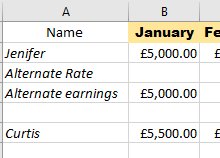 A B
Name January Fe
Jenifer £5,000.00 £
Alternate Rate
Alternate earnings £5,000.00
Curtis £5,500.00 £